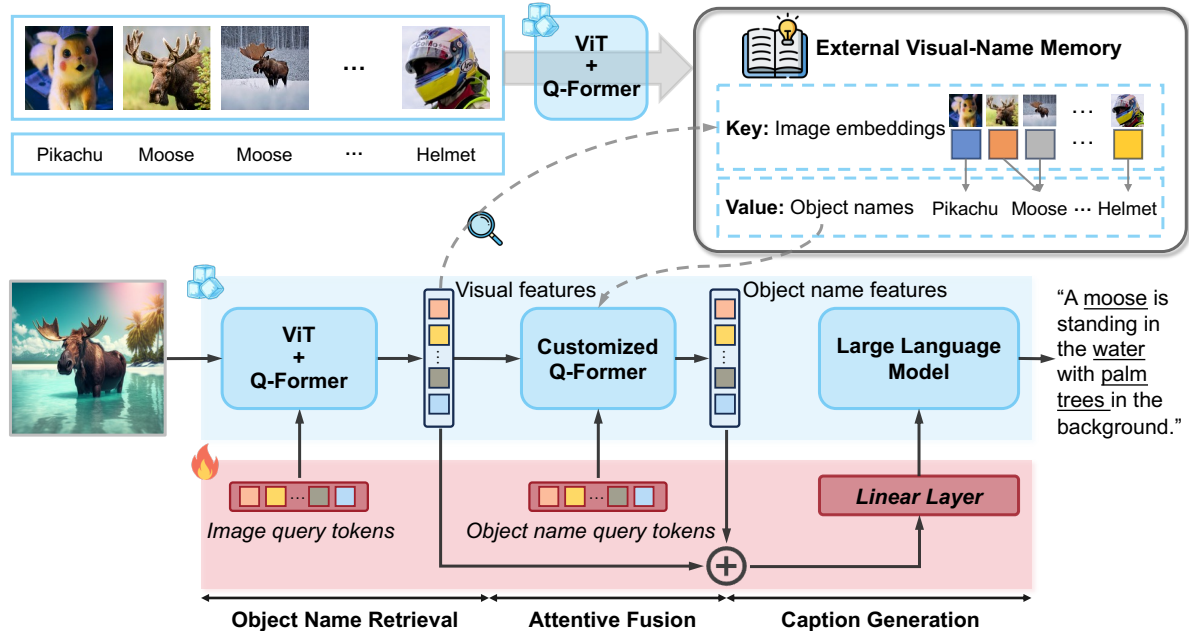 ViT
+
Q-Former
External Visual-Name Memory
Key: Image embeddings
...
...
Value: Object names
Pikachu
Moose
...
Helmet
Pikachu
Moose
Moose
...
...
Helmet
Visual features
Object name features
ViT
+
Q-Former
Customized
Q-Former
Large Language
Model
"A moose is
standing in
the water
with palm
trees in the
background."
Image query tokens
Object name query tokens
Linear Layer
Object Name Retrieval
Attentive Fusion
Caption Generation